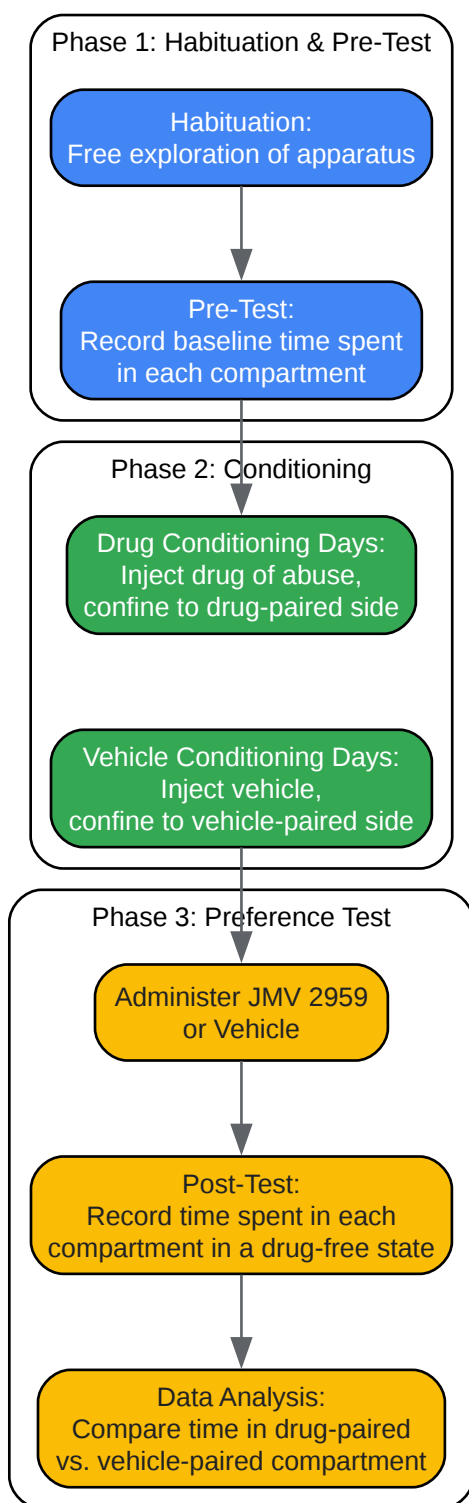 Phase 1: Habituation & Pre-Test
Habituation:
Free exploration of apparatus
Pre-Test:
Record baseline time spent
in each compartment
Phase 2: Conditioning
Drug Conditioning Days:
Inject drug of abuse,
confine to drug-paired side
Vehicle Conditioning Days:
Inject vehicle,
confine to vehicle-paired side
Phase 3: Preference Test
Administer JMV 2959
or Vehicle
Post-Test:
Record time spent in each
compartment in a drug-free state
Data Analysis:
Compare time in drug-paired
vs. vehicle-paired compartment